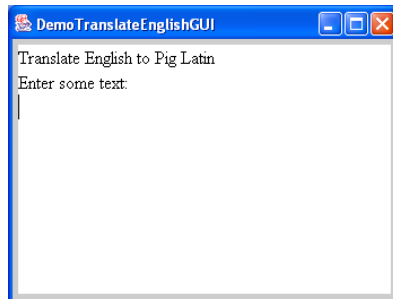 DemoTranslateEnglishGUI
Translate English to Pig Latin
Enter some text: